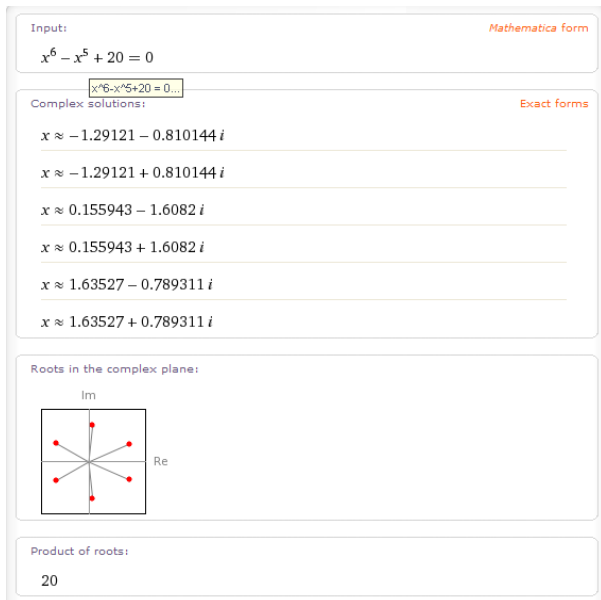 Input:
Mathematica form
x⁶ − x⁵ + 20 = 0
x^6-x^5+20 = 0...
Complex solutions:
Exact forms
x ≈ −1.29121 − 0.810144 i
x ≈ −1.29121 + 0.810144 i
x ≈ 0.155943 − 1.6082 i
x ≈ 0.155943 + 1.6082 i
x ≈ 1.63527 − 0.789311 i
x ≈ 1.63527 + 0.789311 i
Roots in the complex plane:
Im
Re
Product of roots:
20